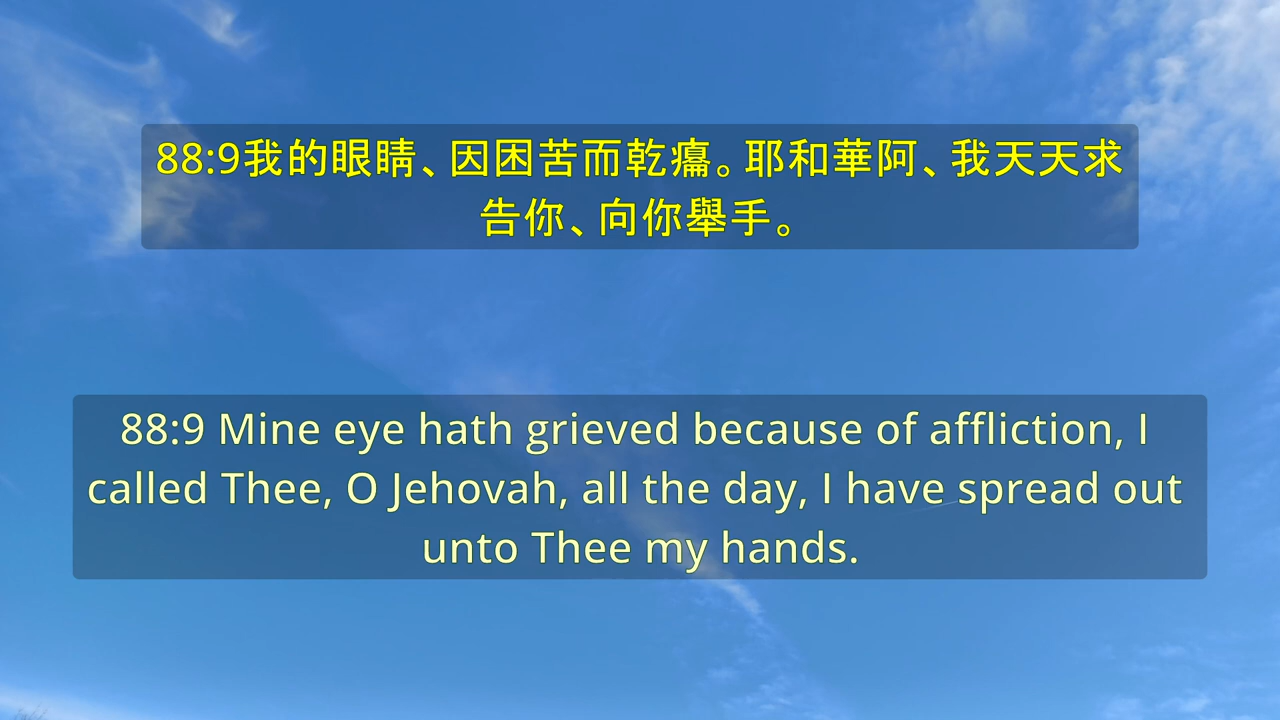 88:9我的眼睛、因困苦而乾癟。耶和華阿、我天天求
告你、向你舉手。
88:9 Mine eye hath grieved because of affliction, I
called Thee, O Jehovah, all the day, I have spread out
unto Thee my hands.